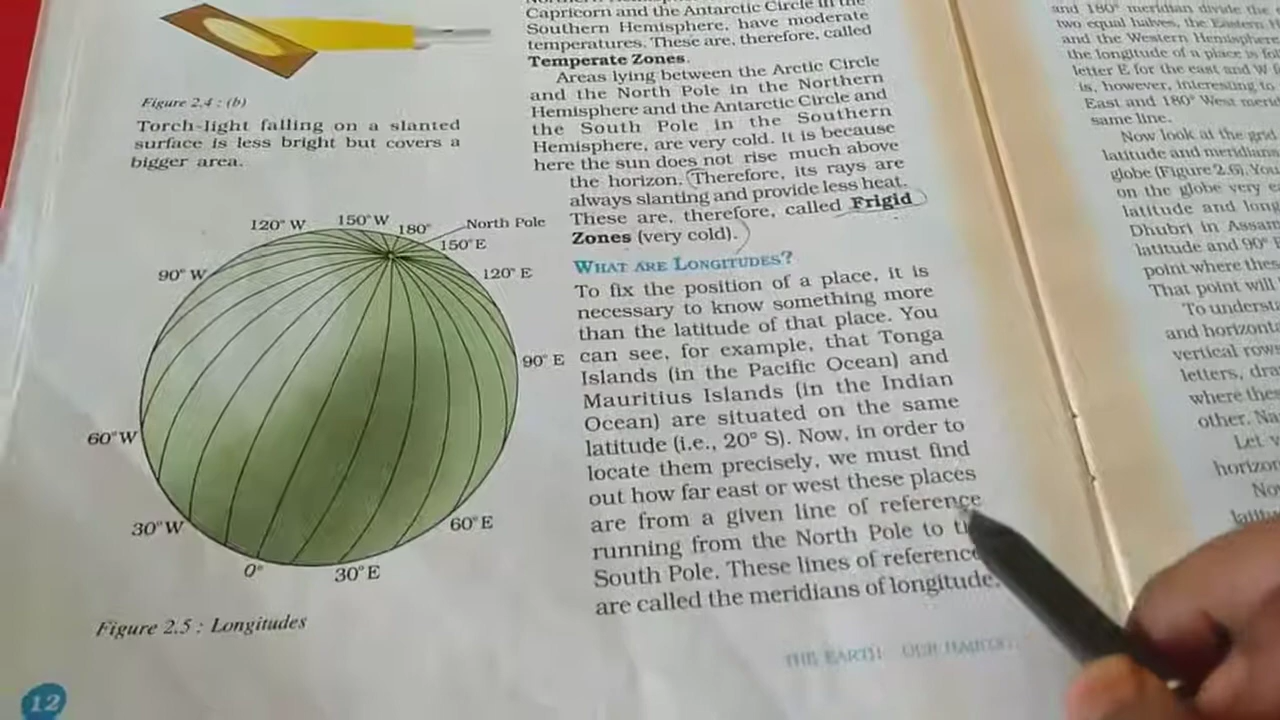 Figure 2.4 : (b)
Torch-light falling on a slanted
surface is less bright but covers a
bigger area.
120° W
150° W
180°
North Pole
150° E
120° E
90° W
90° E
60° W
60° E
30° W
0°
30° E
Figure 2.5 : Longitudes
12
Capricorn and the Antarctic Circle in the
Southern Hemisphere, have moderate
temperatures. These are, therefore, called
Temperate Zones.
Areas lying between the Arctic Circle
and the North Pole in the Northern
Hemisphere and the Antarctic Circle and
the South Pole in the Southern
Hemisphere, are very cold. It is because
here the sun does not rise much above
the horizon. Therefore, its rays are
always slanting and provide less heat.
These are, therefore, called Frigid
Zones (very cold).
WHAT ARE LONGITUDES?
To fix the position of a place, it is
necessary to know something more
than the latitude of that place. You
can see, for example, that Tonga
Islands (in the Pacific Ocean) and
Mauritius Islands (in the Indian
Ocean) are situated on the same
latitude (i.e., 20° S). Now, in order to
locate them precisely, we must find
out how far east or west these places
are from a given line of reference
running from the North Pole to
South Pole. These lines of reference
are called the meridians of longitude.
THE EARTH OUR
and 180° meridian divide the
two equal halves, the Eastern
and the Western Hemisphere
the longitude of a place is
letter E for the east and W
is, however, interesting to
East and 180° West
same line.
Now look at the grid
latitude and meridians
globe (Figure 2.6). You
on the globe very
latitude and
Dhubri in Assam
latitude and 90°
point where
That point will
To
and
vertical
letters,
where
other.
Let
Now